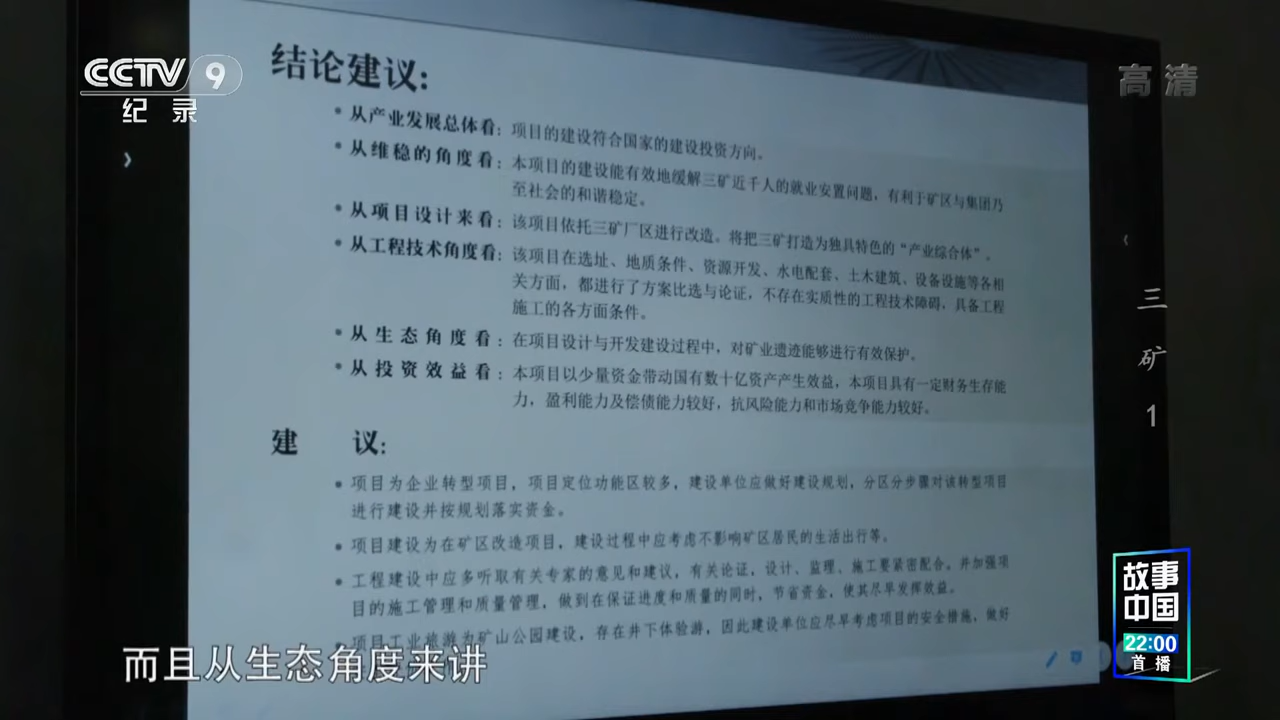 CCTV 9
纪 录
高 清
结论建议:
• 从产业发展总体看: 项目的建设符合国家的建设投资方向。
• 从维稳的角度看: 本项目的建设能有效地缓解三矿近千人的就业安置问题, 有利于矿区与集团乃
至社会的和谐稳定。
• 从项目设计来看: 该项目依托三矿厂区进行改造。将把三矿打造为独具特色的“产业综合体”。
• 从工程技术角度看: 该项目在选址、地质条件、资源开发、水电配套、土木建筑、设备设施等各相
关方面, 都进行了方案比选与论证, 不存在实质性的工程技术障碍, 具备工程
施工的各方面条件。
• 从生态角度看: 在项目设计与开发建设过程中, 对矿业遗迹能够进行有效保护。
• 从投资效益看: 本项目以少量资金带动国有数十亿资产产生效益, 本项目具有一定财务生存能
力, 盈利能力及偿债能力较好, 抗风险能力和市场竞争能力较好。
建 议:
• 项目为企业转型项目, 项目定位功能区较多, 建设单位应做好建设规划, 分区分步骤对该转型项目
进行建设并按规划落实资金。
• 项目建设为在矿区改造项目, 建设过程中应考虑不影响矿区居民的生活出行等。
• 工程建设中应多听取有关专家的意见和建议, 有关论证, 设计、监理、施工要紧密配合。并加强项
目的施工管理和质量管理, 做到在保证进度和质量的同时, 节省资金, 使其尽早发挥效益。
• 项目工业旅游为矿山公园建设, 存在井下体验游, 因此建设单位应尽早考虑项目的安全措施, 做好
而且从生态角度来讲
三矿 1
故事
中国
22:00
首播